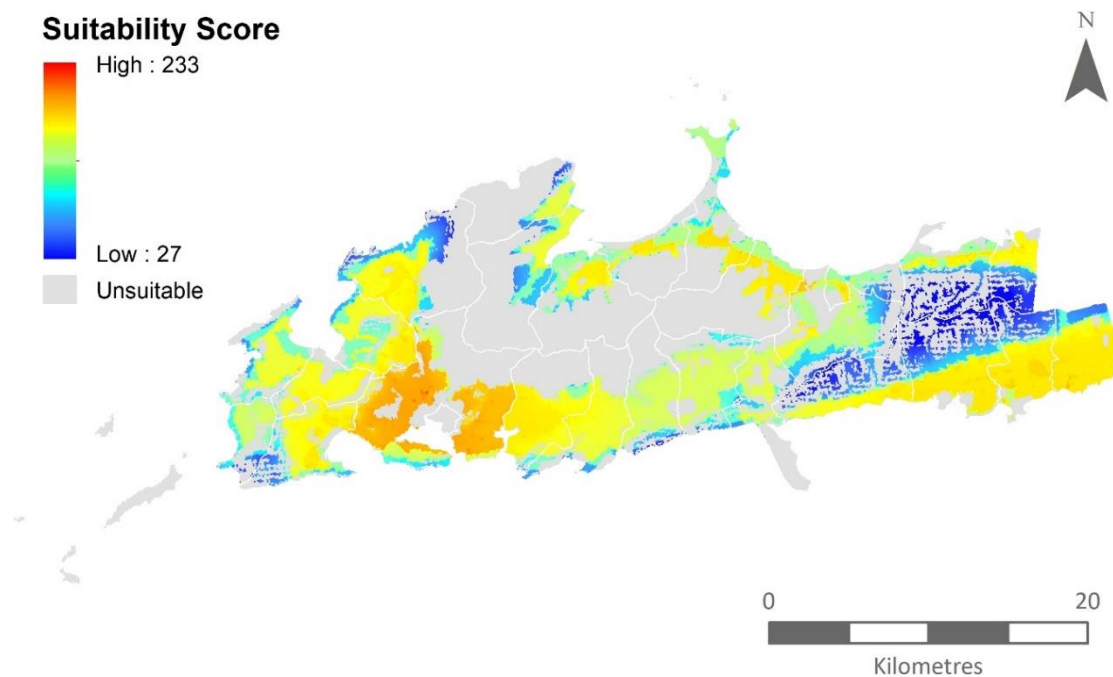 Suitability Score
High : 233
Low : 27
Unsuitable
N
0 20
Kilometres